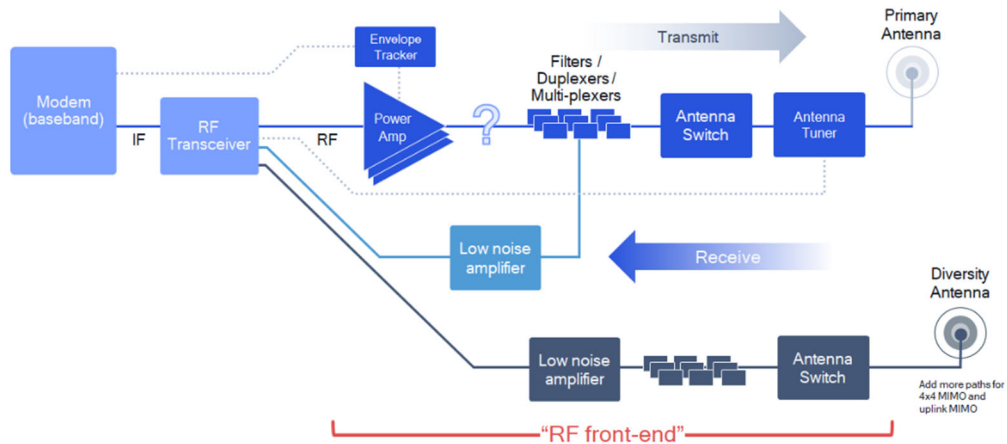 Envelope
Tracker
Transmit
Primary
Antenna
Filters /
Duplexers /
Multi-plexers
Modem
(baseband)
IF
RF
Transceiver
RF
Power
Amp
?
Antenna
Switch
Antenna
Tuner
Low noise
amplifier
Receive
Diversity
Antenna
Low noise
amplifier
Antenna
Switch
Add more paths for
4x4 MIMO and
uplink MIMO
“RF front-end”